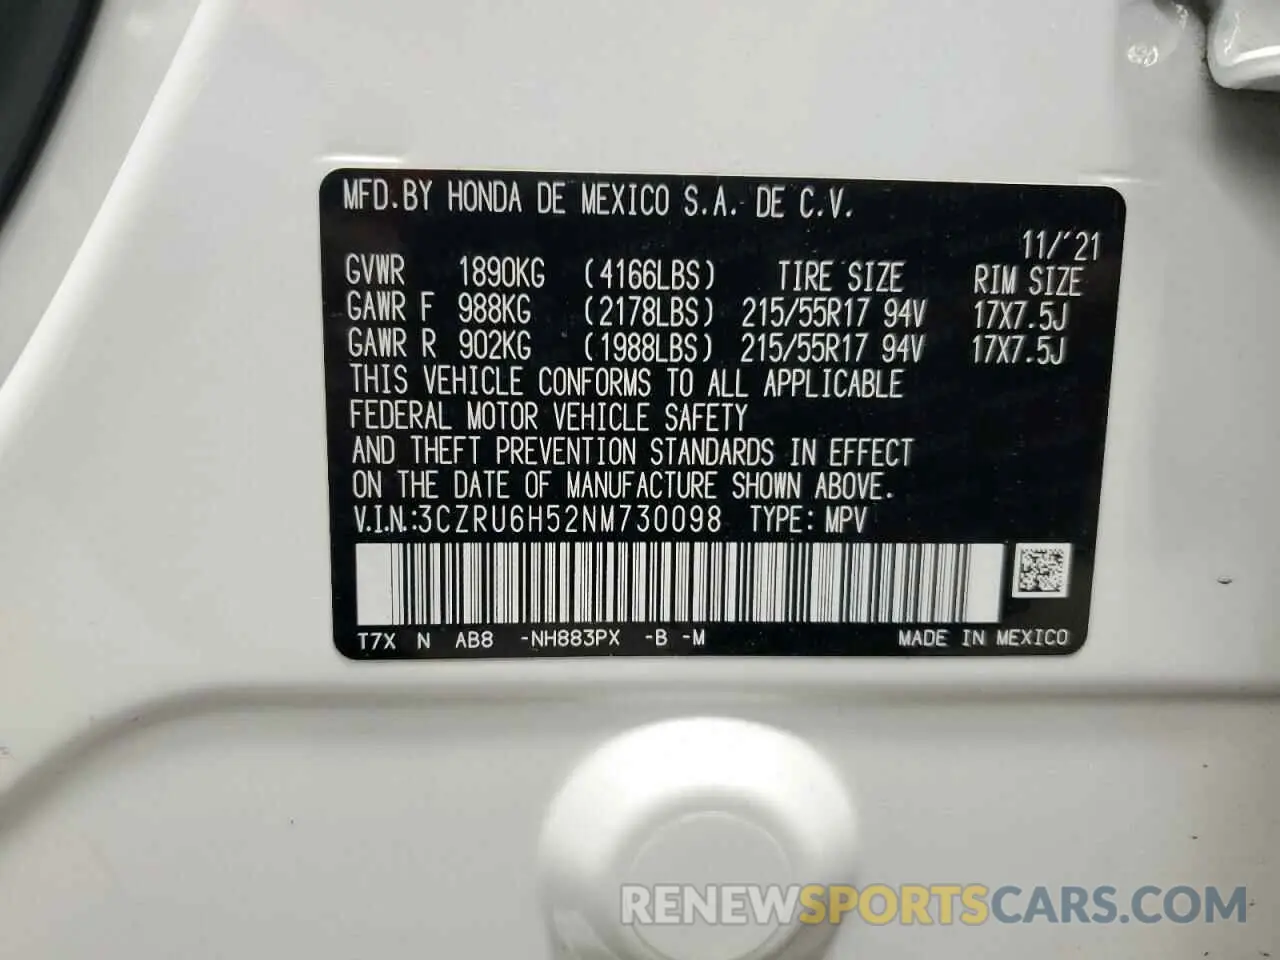 MFD.BY HONDA DE MEXICO S.A. DE C.V.
11/'21
GVWR 1890KG (4166LBS) TIRE SIZE RIM SIZE
GAWR F 988KG (2178LBS) 215/55R17 94V 17X7.5J
GAWR R 902KG (1988LBS) 215/55R17 94V 17X7.5J
THIS VEHICLE CONFORMS TO ALL APPLICABLE
FEDERAL MOTOR VEHICLE SAFETY
AND THEFT PREVENTION STANDARDS IN EFFECT
ON THE DATE OF MANUFACTURE SHOWN ABOVE.
V.I.N.:3CZRU6H52NM730098 TYPE: MPV
T7X N AB8 -NH883PX -B -M MADE IN MEXICO
RENEWSPORTSCARS.COM